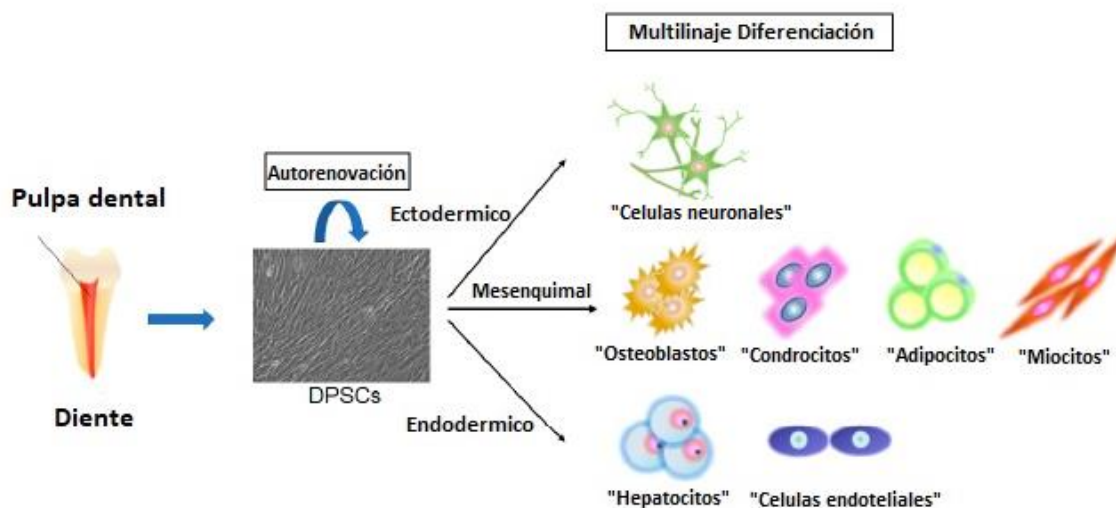 Multilinaje Diferenciación
Autorenovación
Pulpa dental
Ectodermico
"Celulas neuronales"
Mesenquimal
"Osteoblastos"
"Condrocitos"
"Adipocitos"
"Miocitos"
DPSCs
Diente
Endodermico
"Hepatocitos"
"Celulas endoteliales"